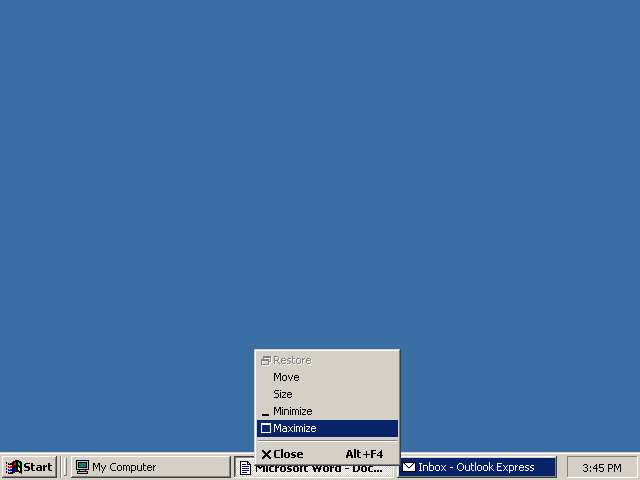 Restore
Move
Size
Minimize
Maximize
Close Alt+F4
Start My Computer Microsoft Word - Doc... Inbox - Outlook Express 3:45 PM